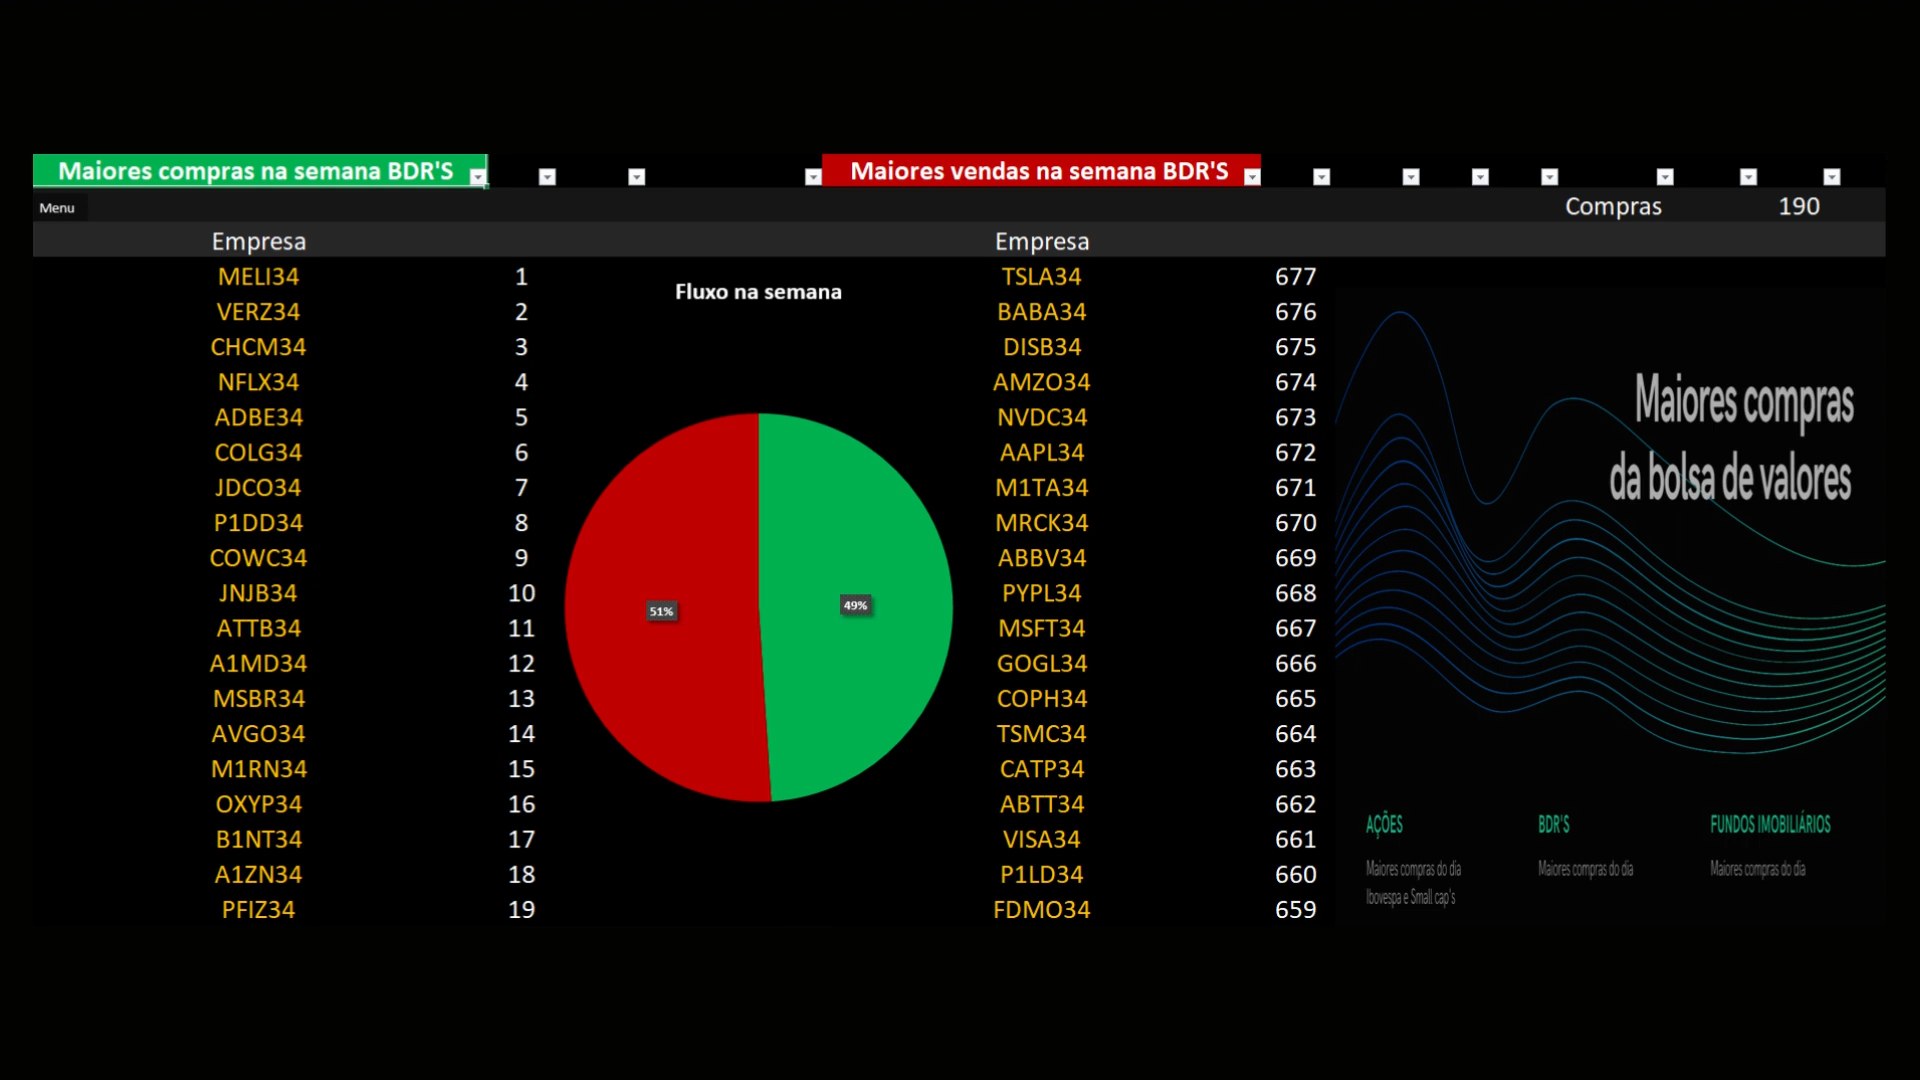 Maiores compras na semana BDR'S
Maiores vendas na semana BDR'S
Menu
Compras 190
Empresa
Empresa
MELI34 1
VERZ34 2
CHCM34 3
NFLX34 4
ADBE34 5
COLG34 6
JDCO34 7
P1DD34 8
COWC34 9
JNJB34 10
ATTB34 11
A1MD34 12
MSBR34 13
AVGO34 14
M1RN34 15
OXYP34 16
B1NT34 17
A1ZN34 18
PFIZ34 19
Fluxo na semana
51%
49%
TSLA34 677
BABA34 676
DISB34 675
AMZO34 674
NVDC34 673
AAPL34 672
M1TA34 671
MRCK34 670
ABBV34 669
PYPL34 668
MSFT34 667
GOGL34 666
COPH34 665
TSMC34 664
CATP34 663
ABTT34 662
VISA34 661
P1LD34 660
FDMO34 659
Maiores compras
da bolsa de valores
AÇÕES
Maiores compras do dia
Ibovespa e Small cap's
BDR'S
Maiores compras do dia
FUNDOS IMOBILIÁRIOS
Maiores compras do dia